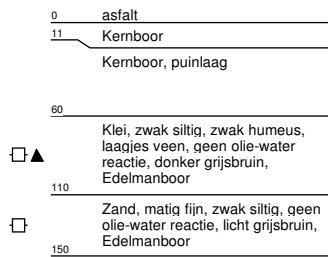 0 asfalt
11 Kernboor
Kernboor, puinlaag
60
Klei, zwak siltig, zwak humeus,
laagjes veen, geen olie-water
reactie, donker grijsbruin,
Edelmanboor
110
Zand, matig fijn, zwak siltig, geen
olie-water reactie, licht grijsbruin,
Edelmanboor
150